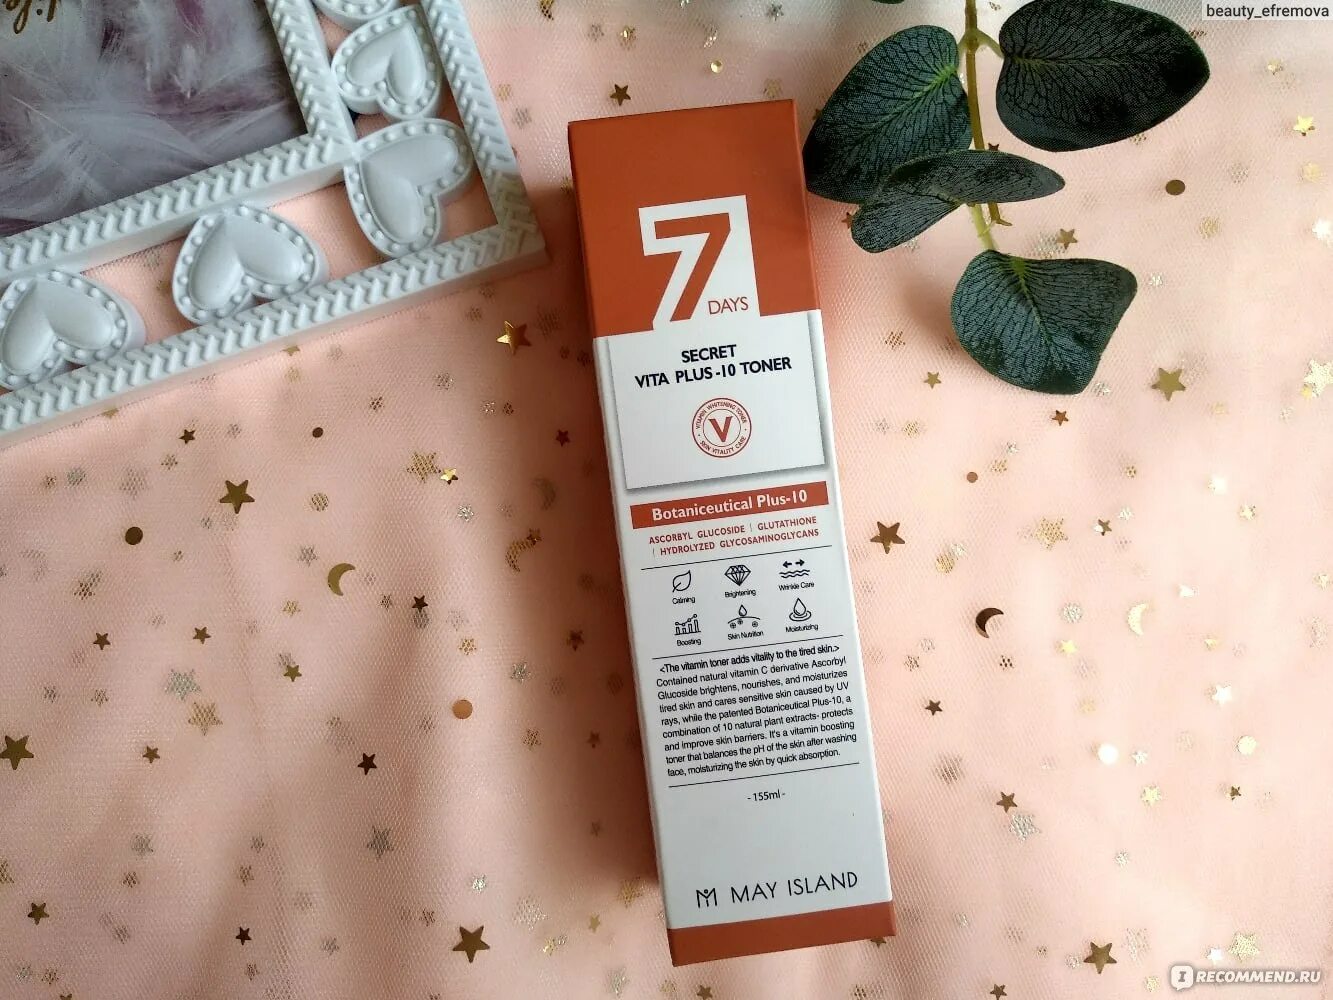 beauty_efremova
7
DAYS
SECRET
VITA PLUS -10 TONER
VITAMIN WHITENING TONER
V
SKIN VITALITY CARE
Botaniceutical Plus-10
ASCORBYL GLUCOSIDE | GLUTATHIONE
| HYDROLYZED GLYCOSAMINOGLYCANS
Calming Brightening Wrinkle Care
Boosting Skin Nutrition Moisturizing
<The vitamin toner adds vitality to the tired skin.>
Contained natural vitamin C derivative Ascorbyl
Glucoside brightens, nourishes, and moisturizes
tired skin and cares sensitive skin caused by UV
rays, while the patented Botaniceutical Plus-10, a
combination of 10 natural plant extracts- protects
and improve skin barriers. It's a vitamin boosting
toner that balances the pH of the skin after washing
face, moisturizing the skin by quick absorption.
- 155ml -
MAY ISLAND
IRECOMMEND.RU